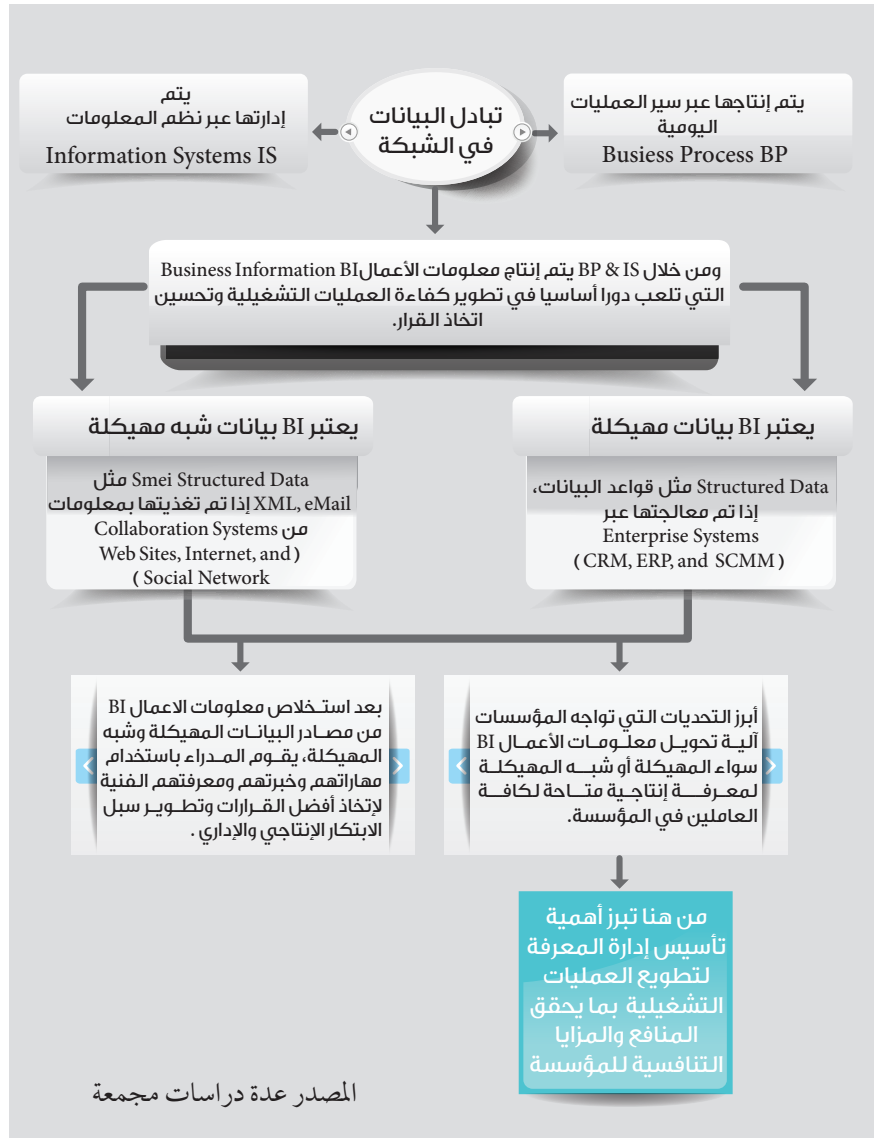 تبادل البيانات
في الشبكة
يتم إنتاجها عبر سير العمليات
اليومية
Busiess Process BP
يتم
إدارتها عبر نظم المعلومات
Information Systems IS
ومن خلال BP & IS يتم إنتاج معلومات الأعمالBusiness Information BI
التي تلعب دورا أساسيا في تطوير كفاءة العمليات التشغيلية وتحسين
اتخاذ القرار.
يعتبر BI بيانات مهيكلة
Structured Data مثل قواعد البيانات،
إذا تم معالجتها عبر
Enterprise Systems
( CRM, ERP, and SCMM )
يعتبر BI بيانات شبه مهيكلة
Smei Structured Data مثل
XML, eMail إذا تم تغذيتها بمعلومات
من Collaboration Systems
Web Sites, Internet, and )
( Social Network
أبرز التحديات التي تواجه المؤسسات
آلية تحويل معلومات الأعمال BI
سواء المهيكلة أو شبه المهيكلة
لمعرفة إنتاجية متاحة لكافة
العاملين في المؤسسة.
بعد استخلاص معلومات الاعمال BI
من مصادر البيانات المهيكلة وشبه
المهيكلة، يقوم المدراء باستخدام
مهاراتهم وخبرتهم ومعرفتهم الفنية
لإتخاذ أفضل القرارات وتطوير سبل
الابتكار الإنتاجي والإداري .
من هنا تبرز أهمية
تأسيس إدارة المعرفة
لتطويع العمليات
التشغيلية بما يحقق
المنافع والمزايا
التنافسية للمؤسسة
المصدر عدة دراسات مجمعة